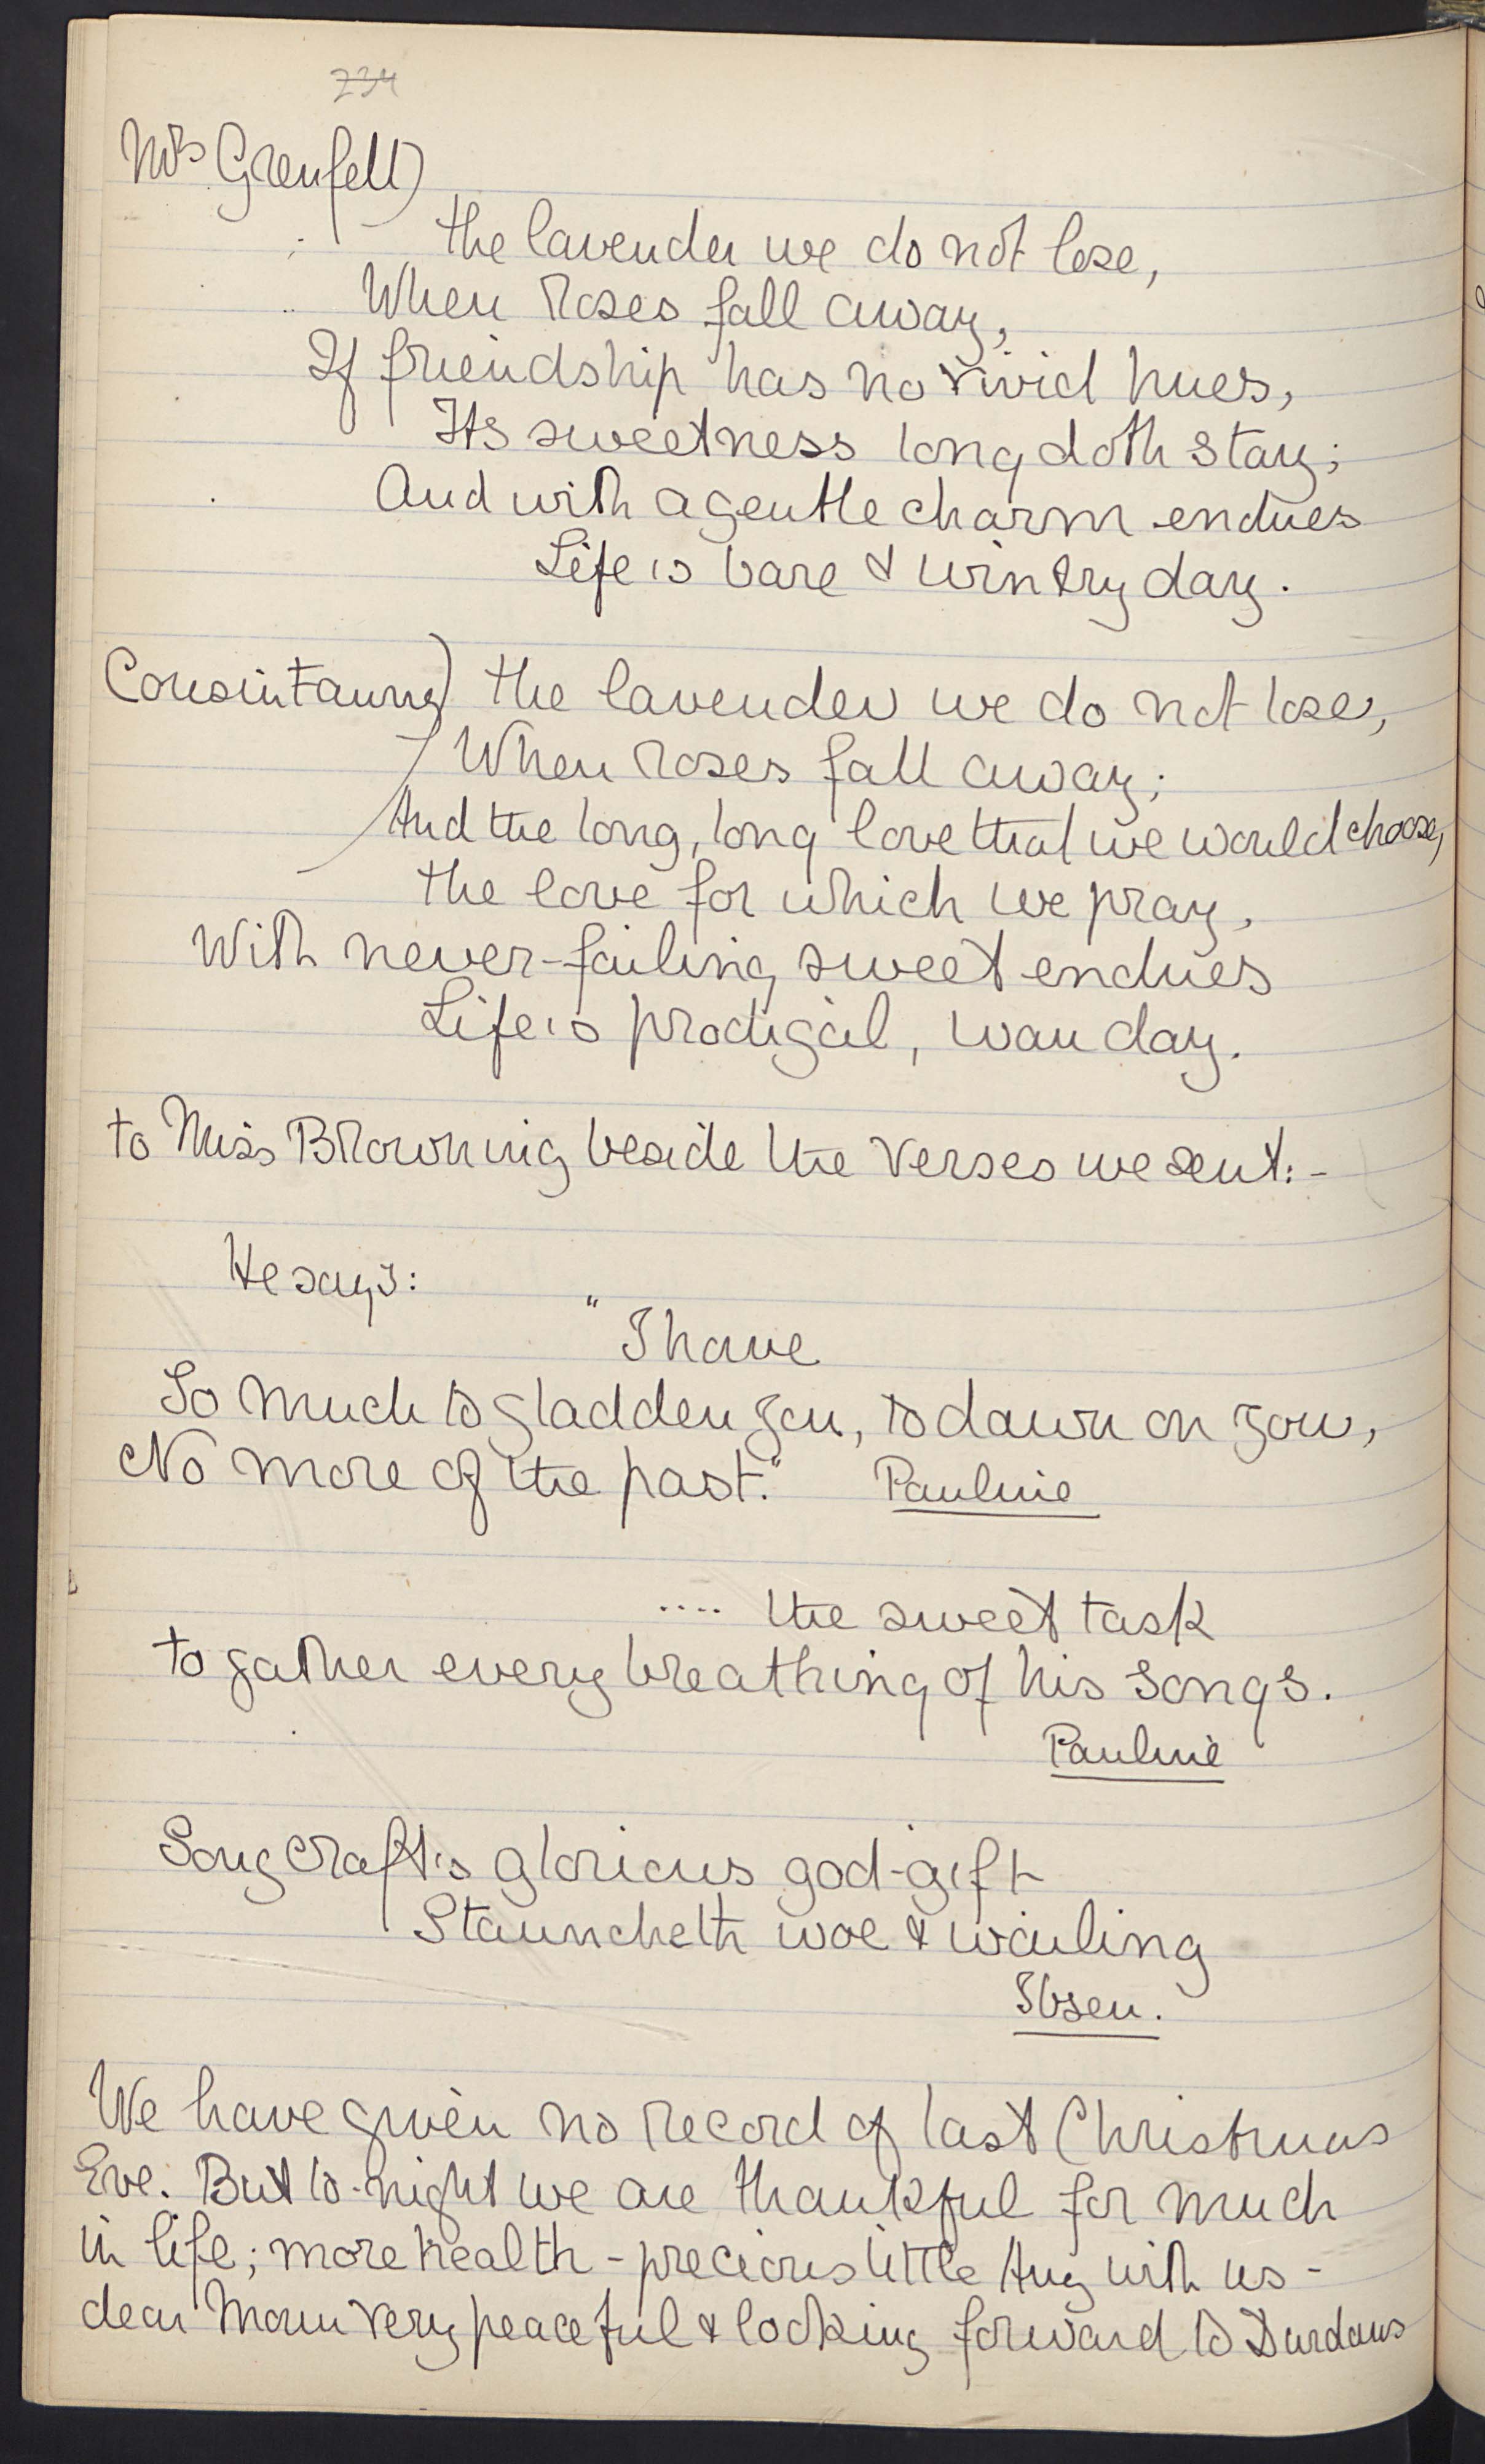 234
Mrs Grenfell)
the lavender we do not lose,
When roses fall away,
If friendship has no vivid hues,
Its sweetness long doth stay;
And with a gentle charm endues
Life's bare & wintry day.
Cousin Fanny) the lavender we do not lose,
When roses fall away;
And the long, long love that we would choose,
the love for which we pray,
With never-failing sweet endues
Life's prodigal, wan day.
to Miss Browning beside the verses we sent:-
He says:
"I have
So much to gladden you, to dawn on you,
No more of the past." Pauline
.... the sweet task
to gather every breathing of his songs.
Pauline
Song craft's glorious god-gift
Stauncheth woe & wailing
Ibsen.
We have given no record of last Christmas
Eve. But to-night we are thankful for much
in life; more health - precious little Amy with us -
dear Mam very peaceful & looking forward to Durdans